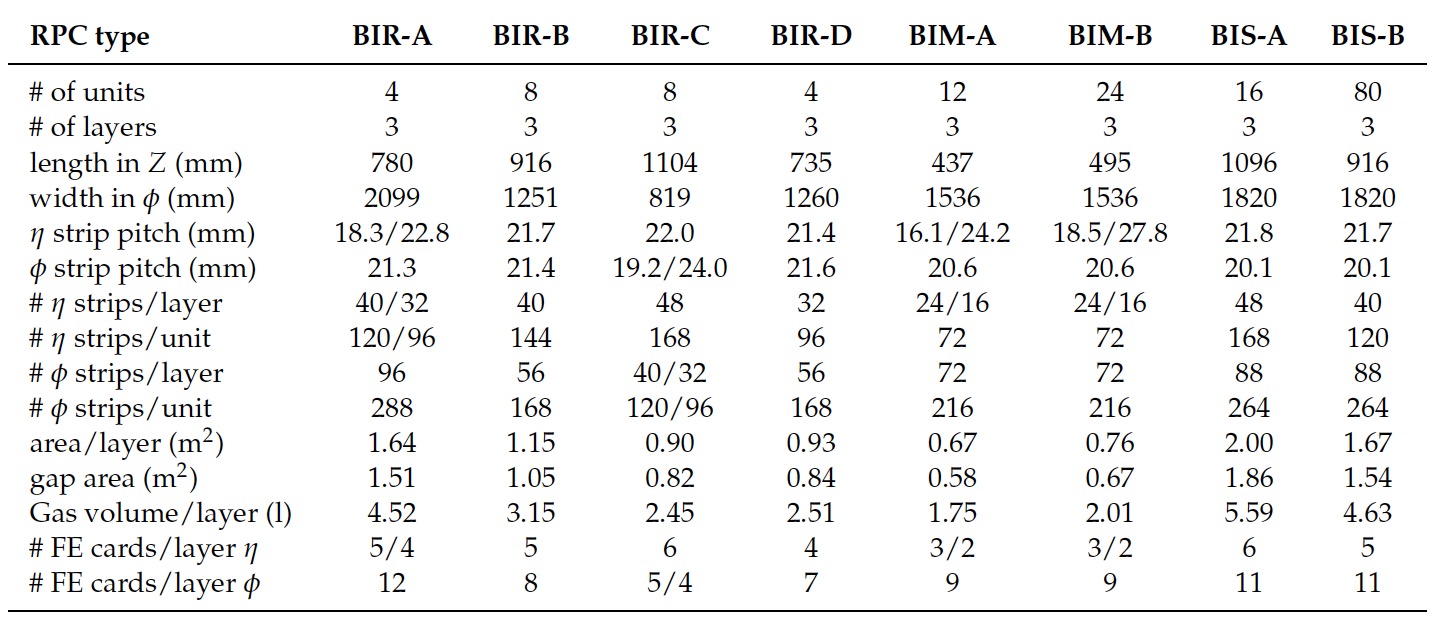 RPC type BIR-A BIR-B BIR-C BIR-D BIM-A BIM-B BIS-A BIS-B
# of units 4 8 8 4 12 24 16 80
# of layers 3 3 3 3 3 3 3 3
length in Z (mm) 780 916 1104 735 437 495 1096 916
width in ϕ (mm) 2099 1251 819 1260 1536 1536 1820 1820
η strip pitch (mm) 18.3/22.8 21.7 22.0 21.4 16.1/24.2 18.5/27.8 21.8 21.7
ϕ strip pitch (mm) 21.3 21.4 19.2/24.0 21.6 20.6 20.6 20.1 20.1
# η strips/layer 40/32 40 48 32 24/16 24/16 48 40
# η strips/unit 120/96 144 168 96 72 72 168 120
# ϕ strips/layer 96 56 40/32 56 72 72 88 88
# ϕ strips/unit 288 168 120/96 168 216 216 264 264
area/layer (m²) 1.64 1.15 0.90 0.93 0.67 0.76 2.00 1.67
gap area (m²) 1.51 1.05 0.82 0.84 0.58 0.67 1.86 1.54
Gas volume/layer (l) 4.52 3.15 2.45 2.51 1.75 2.01 5.59 4.63
# FE cards/layer η 5/4 5 6 4 3/2 3/2 6 5
# FE cards/layer ϕ 12 8 5/4 7 9 9 11 11